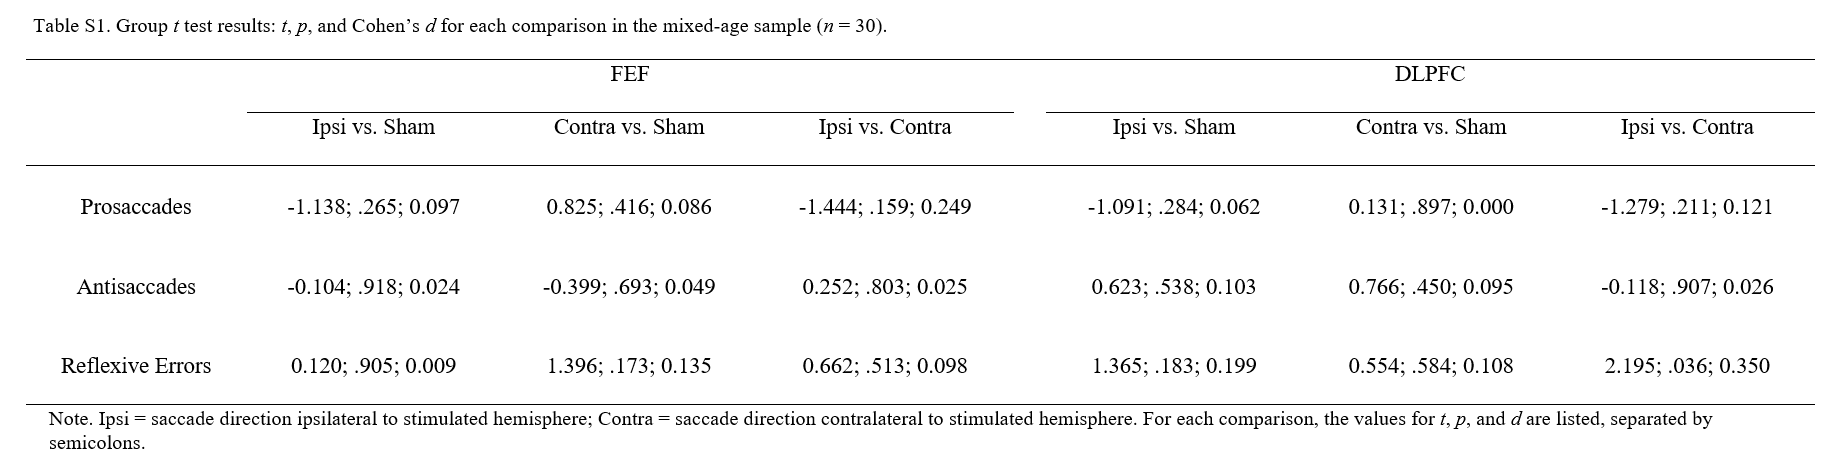 Table S1. Group t test results: t, p, and Cohen’s d for each comparison in the mixed-age sample (n = 30).
FEF DLPFC
Ipsi vs. Sham Contra vs. Sham Ipsi vs. Contra Ipsi vs. Sham Contra vs. Sham Ipsi vs. Contra
Prosaccades -1.138; .265; 0.097 0.825; .416; 0.086 -1.444; .159; 0.249 -1.091; .284; 0.062 0.131; .897; 0.000 -1.279; .211; 0.121
Antisaccades -0.104; .918; 0.024 -0.399; .693; 0.049 0.252; .803; 0.025 0.623; .538; 0.103 0.766; .450; 0.095 -0.118; .907; 0.026
Reflexive Errors 0.120; .905; 0.009 1.396; .173; 0.135 0.662; .513; 0.098 1.365; .183; 0.199 0.554; .584; 0.108 2.195; .036; 0.350
Note. Ipsi = saccade direction ipsilateral to stimulated hemisphere; Contra = saccade direction contralateral to stimulated hemisphere. For each comparison, the values for t, p, and d are listed, separated by
semicolons.